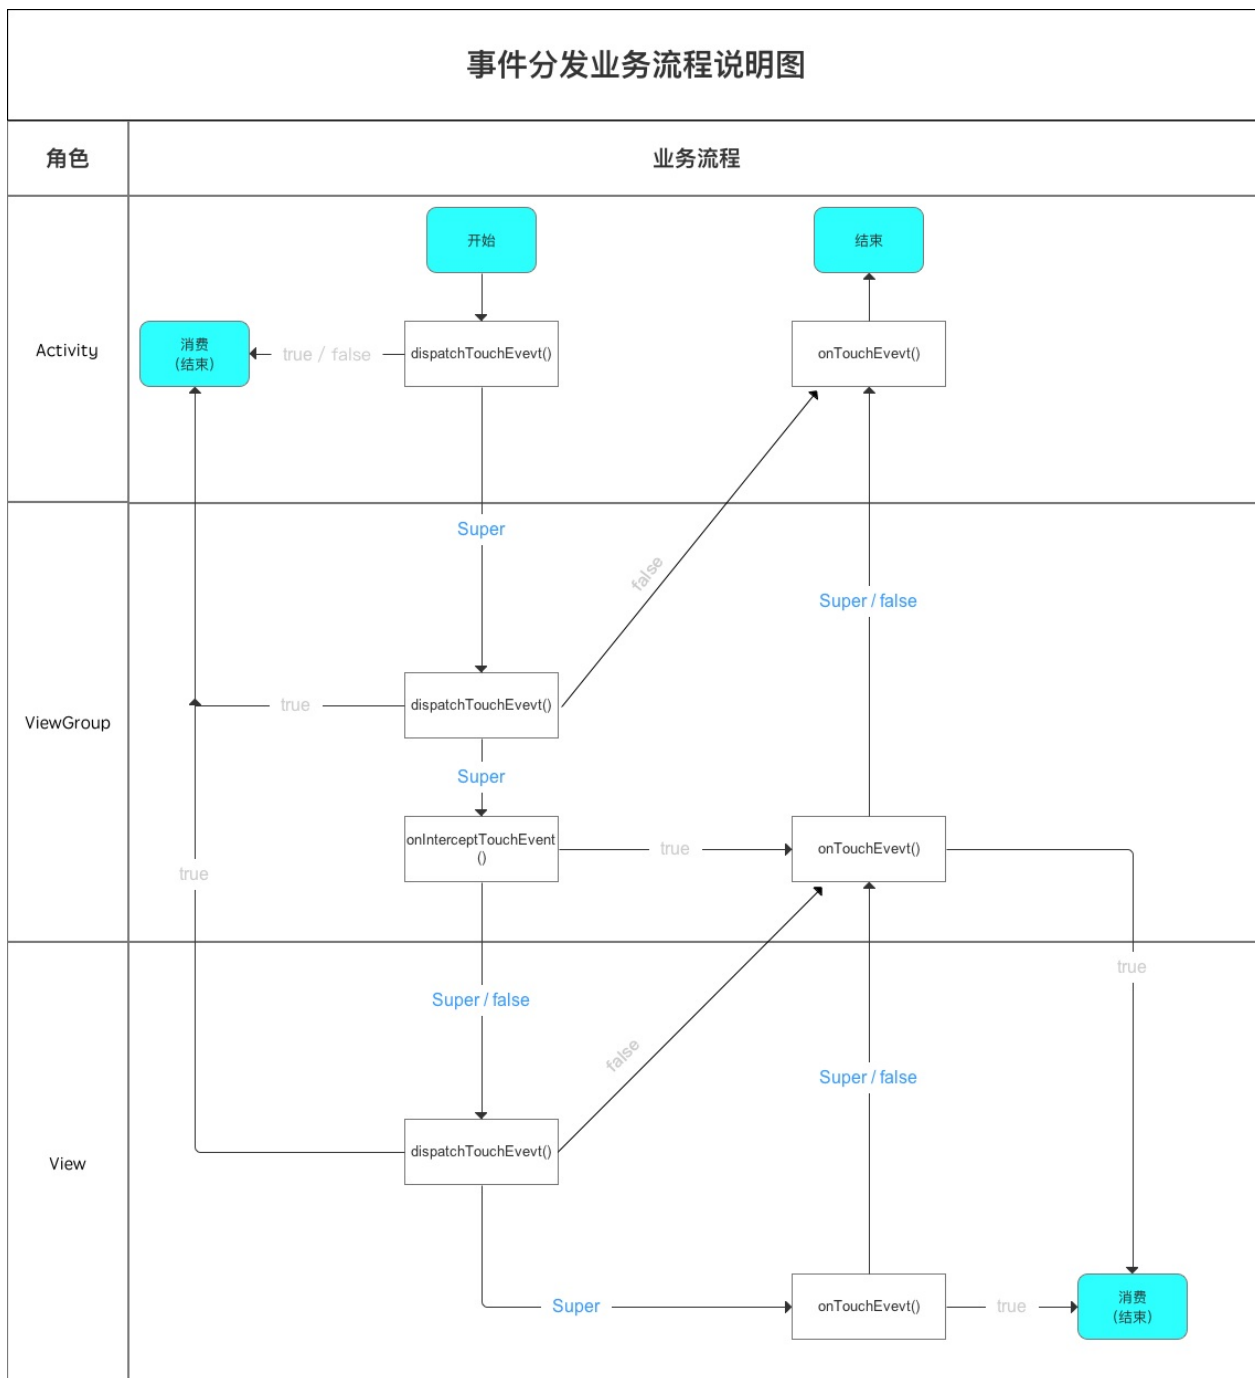 事件分发业务流程说明图
角色
业务流程
开始
结束
Activity
消费
(结束)
true / false
dispatchTouchEvevt()
onTouchEvevt()
Super
false
Super / false
ViewGroup
true
dispatchTouchEvevt()
Super
onInterceptTouchEvent
()
true
onTouchEvevt()
true
true
Super / false
false
Super / false
View
dispatchTouchEvevt()
Super
onTouchEvevt()
true
消费
(结束)